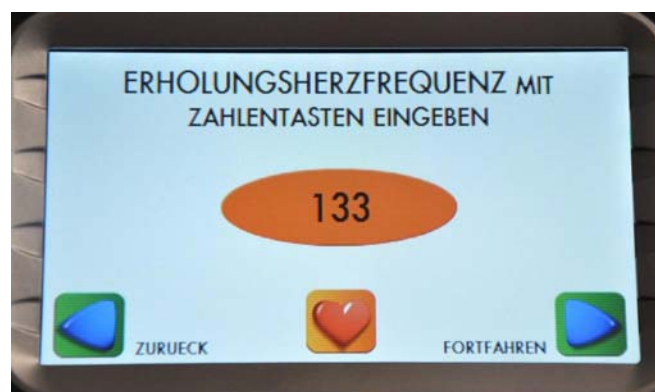 ERHOLUNGSHERZFREQUENZ MIT
ZAHLENTASTEN EINGEBEN
133
ZURUECK
FORTFAHREN